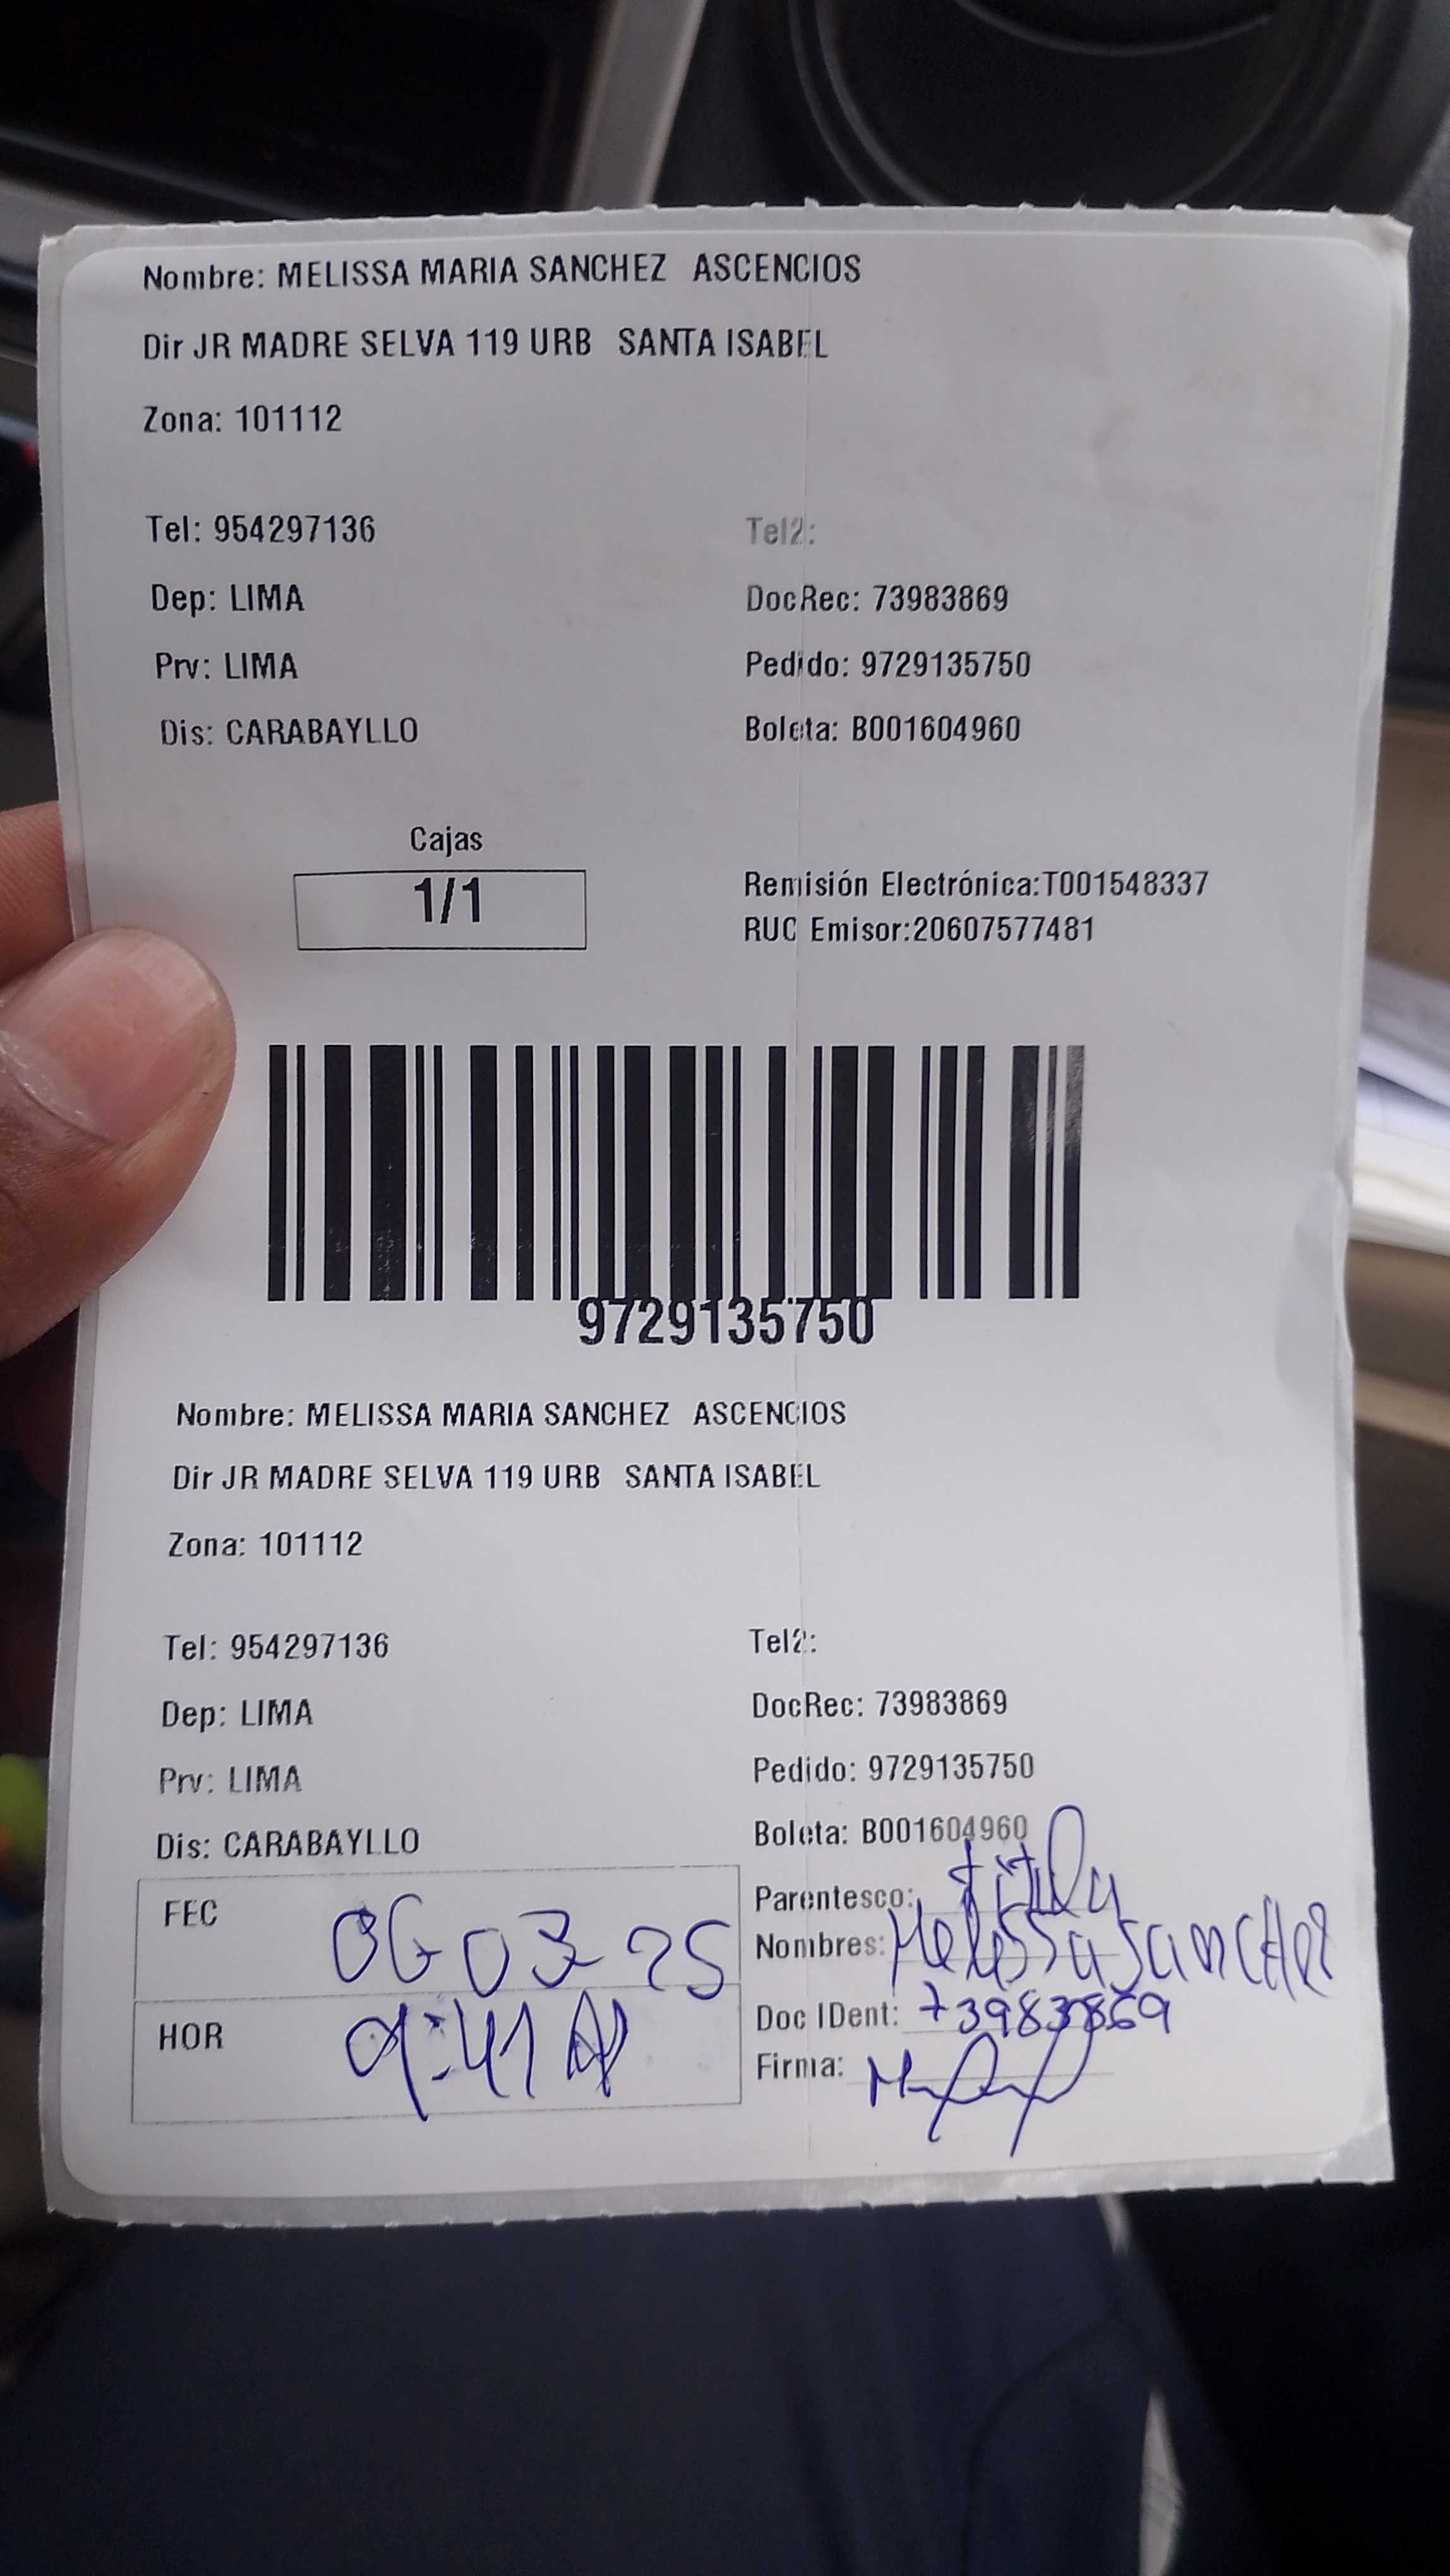 Nombre: MELISSA MARIA SANCHEZ ASCENCIOS
Dir JR MADRE SELVA 119 URB SANTA ISABEL
Zona: 101112
Tel: 954297136 Tel2:
Dep: LIMA DocRec: 73983869
Prv: LIMA Pedido: 9729135750
Dis: CARABAYLLO Boleta: B001604960
Cajas
1/1
Remisión Electrónica:T001548337
RUC Emisor:20607577481
9729135750
Nombre: MELISSA MARIA SANCHEZ ASCENCIOS
Dir JR MADRE SELVA 119 URB SANTA ISABEL
Zona: 101112
Tel: 954297136 Tel2:
Dep: LIMA DocRec: 73983869
Prv: LIMA Pedido: 9729135750
Dis: CARABAYLLO Boleta: B001604960
FEC 06 03 25
HOR 9:41
Parentesco:
Nombres: Melissa Sanchez
Doc IDent: 73983869
Firma: